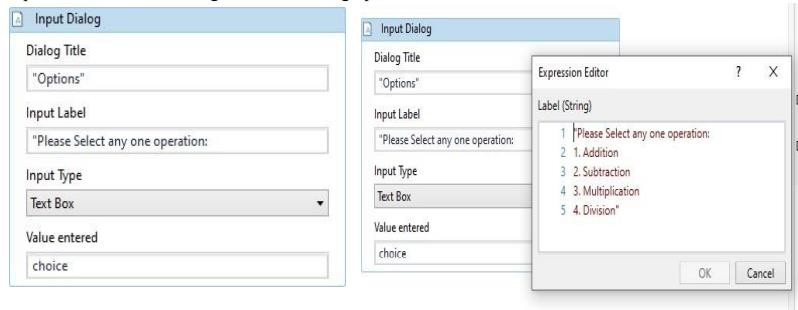 Input Dialog
Dialog Title
"Options"
Input Label
"Please Select any one operation:
Input Type
Text Box
Value entered
choice
Input Dialog
Dialog Title
"Options"
Input Label
"Please Select any one operation:
Input Type
Text Box
Value entered
choice
Expression Editor ? X
Label (String)
1 "Please Select any one operation:
2 1. Addition
3 2. Subtraction
4 3. Multiplication
5 4. Division"
OK Cancel